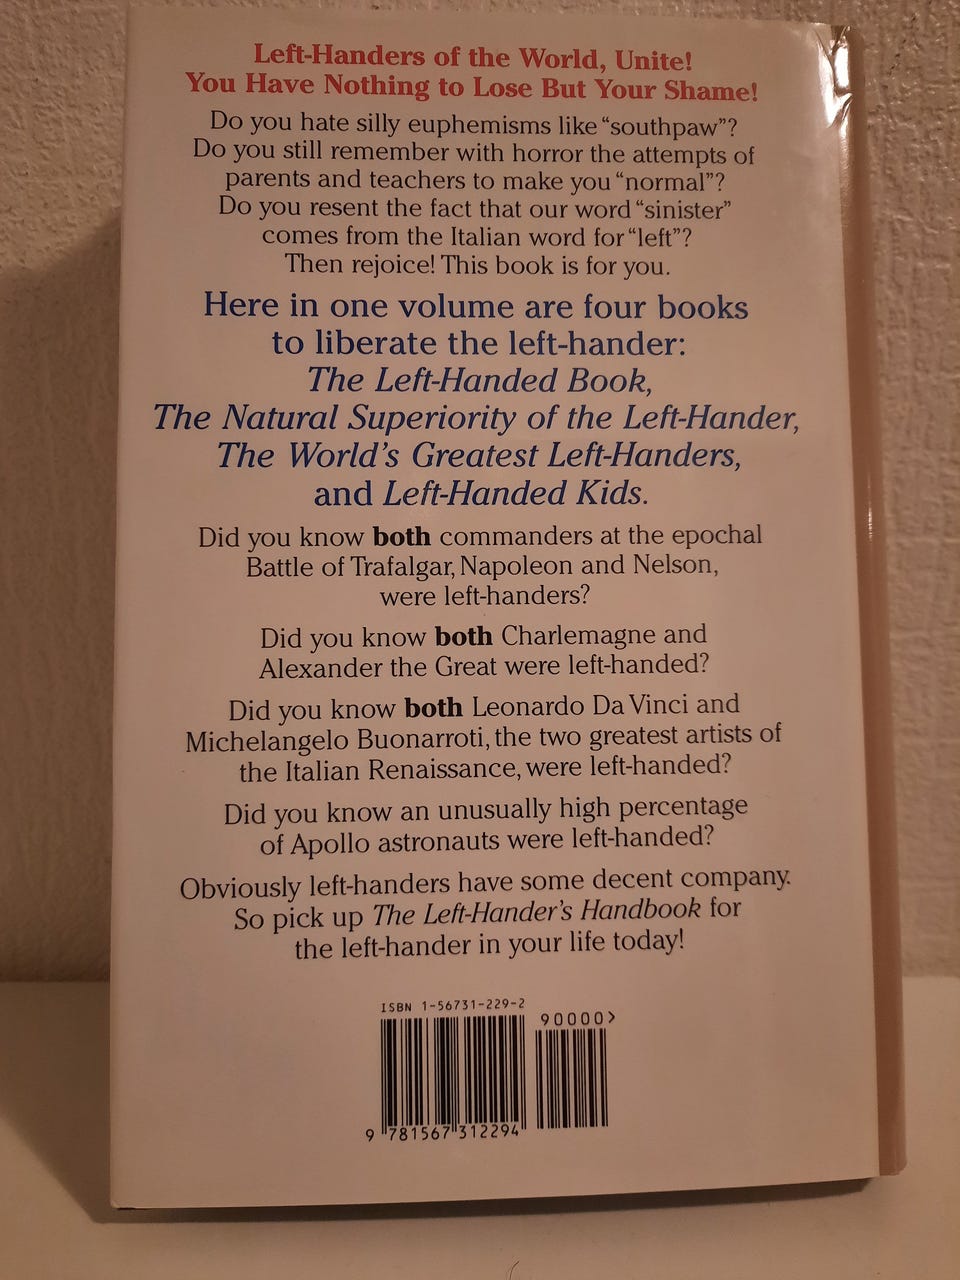 Left-Handers of the World, Unite!
You Have Nothing to Lose But Your Shame!
Do you hate silly euphemisms like “southpaw”?
Do you still remember with horror the attempts of
parents and teachers to make you “normal”?
Do you resent the fact that our word “sinister”
comes from the Italian word for “left”?
Then rejoice! This book is for you.
Here in one volume are four books
to liberate the left-hander:
The Left-Handed Book,
The Natural Superiority of the Left-Hander,
The World’s Greatest Left-Handers,
and Left-Handed Kids.
Did you know both commanders at the epochal
Battle of Trafalgar, Napoleon and Nelson,
were left-handers?
Did you know both Charlemagne and
Alexander the Great were left-handed?
Did you know both Leonardo Da Vinci and
Michelangelo Buonarroti, the two greatest artists of
the Italian Renaissance, were left-handed?
Did you know an unusually high percentage
of Apollo astronauts were left-handed?
Obviously left-handers have some decent company.
So pick up The Left-Hander’s Handbook for
the left-hander in your life today!
ISBN 1-56731-229-2
90000>
9 781567 312294